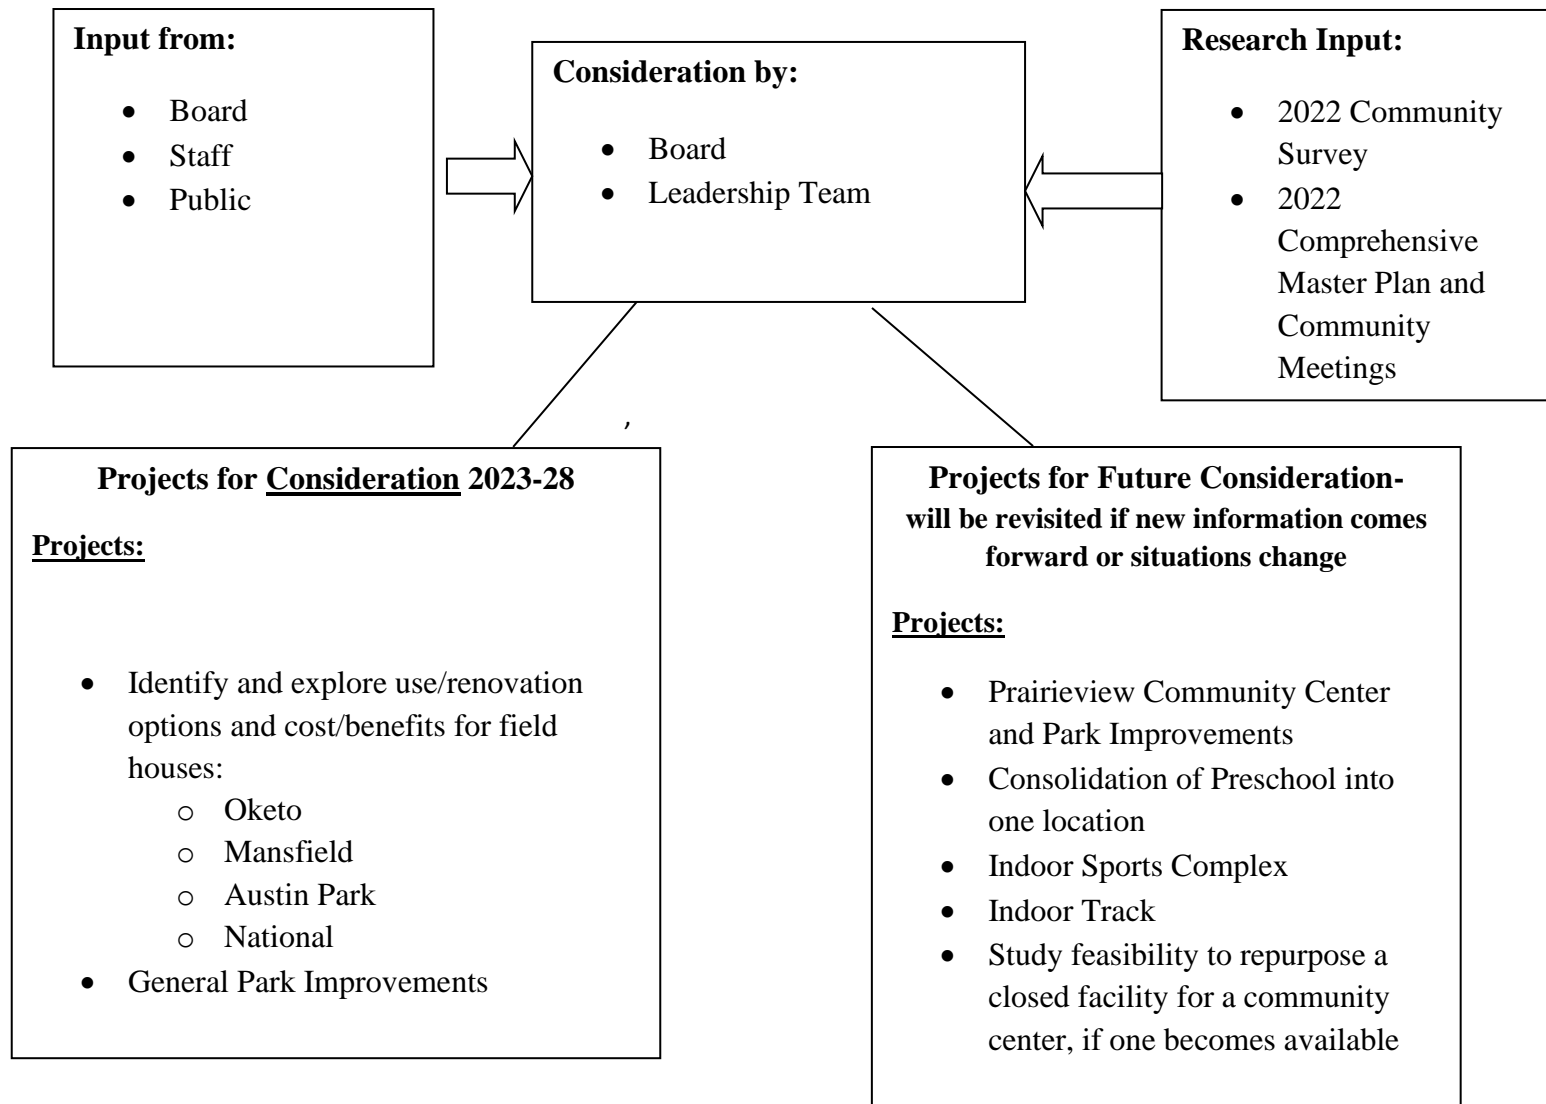 Input from:
• Board
• Staff
• Public
Consideration by:
• Board
• Leadership Team
Research Input:
• 2022 Community
Survey
• 2022
Comprehensive
Master Plan and
Community
Meetings
,
Projects for Consideration 2023-28
Projects:
• Identify and explore use/renovation
options and cost/benefits for field
houses:
o Oketo
o Mansfield
o Austin Park
o National
• General Park Improvements
Projects for Future Consideration-
will be revisited if new information comes
forward or situations change
Projects:
• Prairieview Community Center
and Park Improvements
• Consolidation of Preschool into
one location
• Indoor Sports Complex
• Indoor Track
• Study feasibility to repurpose a
closed facility for a community
center, if one becomes available